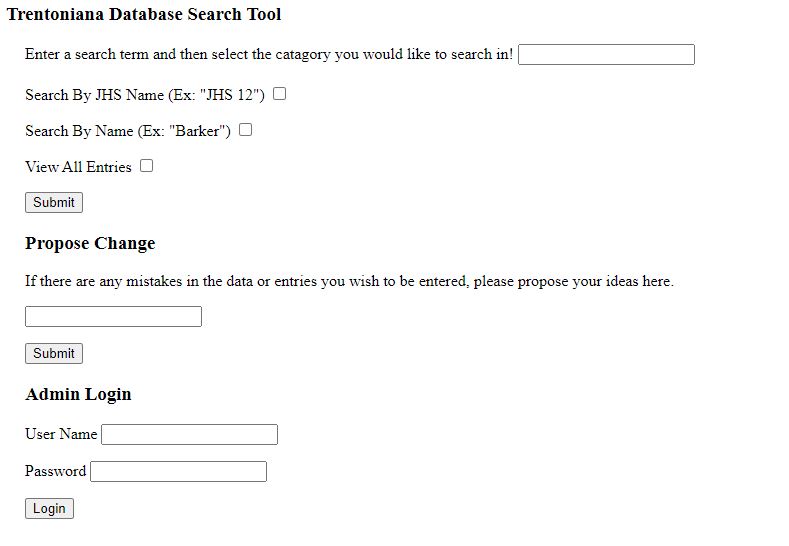 Trentoniana Database Search Tool
Enter a search term and then select the catagory you would like to search in!
Search By JHS Name (Ex: "JHS 12")
Search By Name (Ex: "Barker")
View All Entries
Submit
Propose Change
If there are any mistakes in the data or entries you wish to be entered, please propose your ideas here.
Submit
Admin Login
User Name
Password
Login